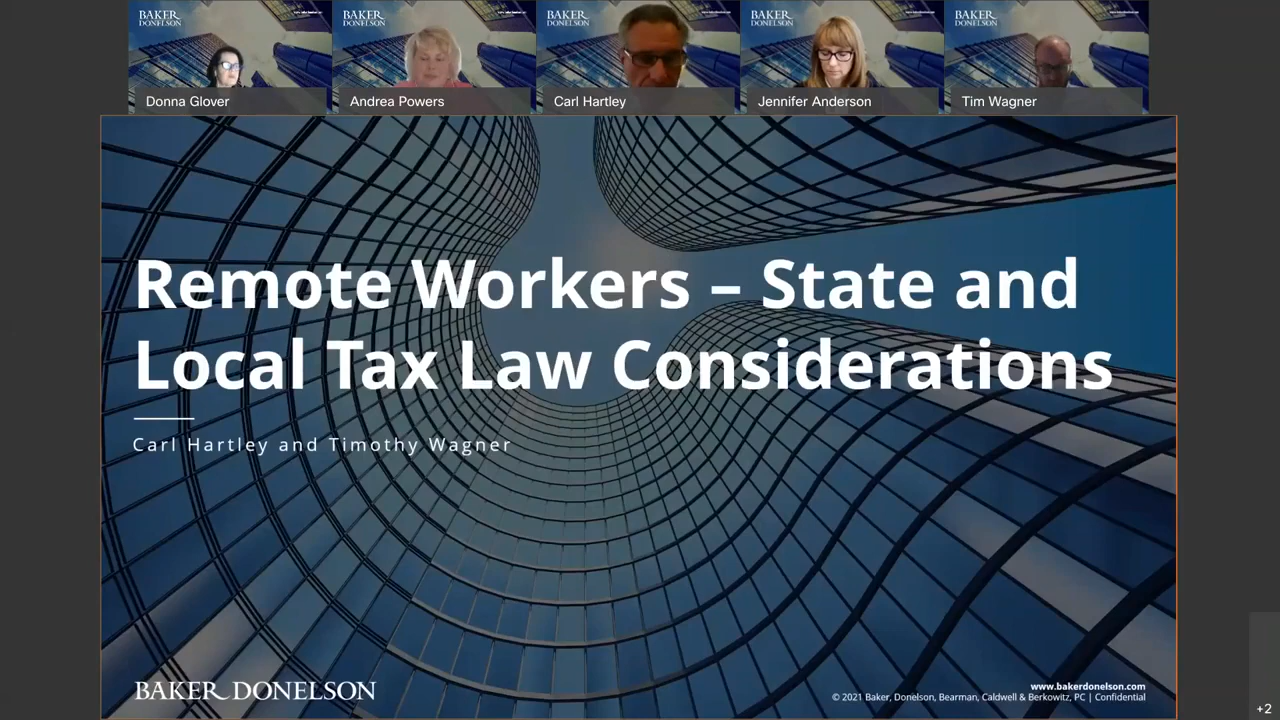 BAKER
DONELSON
BAKER
DONELSON
BAKER
DONELSON
BAKER
DONELSON
BAKER
DONELSON
Donna Glover
Andrea Powers
Carl Hartley
Jennifer Anderson
Tim Wagner
Remote Workers – State and
Local Tax Law Considerations
Carl Hartley and Timothy Wagner
BAKER DONELSON
www.bakerdonelson.com
© 2021 Baker, Donelson, Bearman, Caldwell & Berkowitz, PC | Confidential
+2